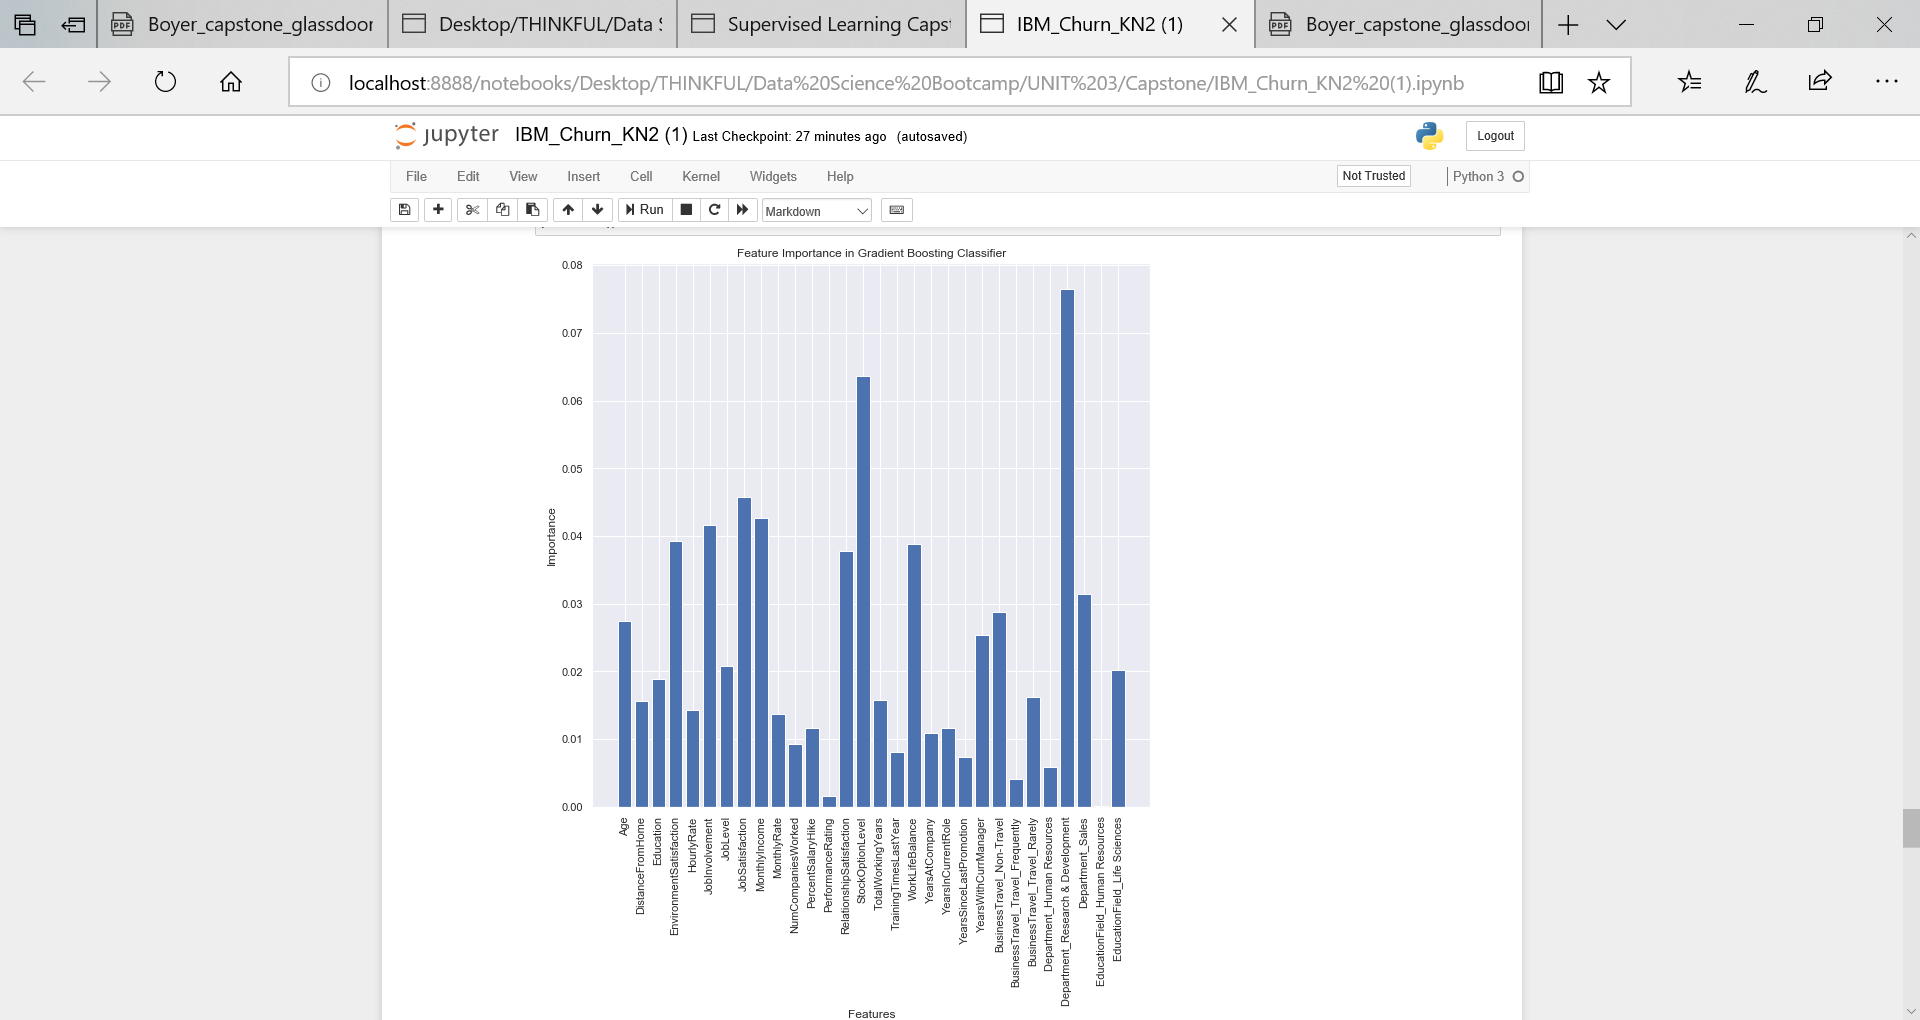 Boyer_capstone_glassdoor
Desktop/THINKFUL/Data S
Supervised Learning Caps
IBM_Churn_KN2 (1)
Boyer_capstone_glassdoor
localhost:8888/notebooks/Desktop/THINKFUL/Data%20Science%20Bootcamp/UNIT%203/Capstone/IBM_Churn_KN2%20(1).ipynb
jupyter IBM_Churn_KN2 (1) Last Checkpoint: 27 minutes ago (autosaved)
Logout
File Edit View Insert Cell Kernel Widgets Help
Not Trusted
Python 3
Run
Markdown
Feature Importance in Gradient Boosting Classifier
0.08
0.07
0.06
0.05
0.04
0.03
0.02
0.01
0.00
Importance
Age
DistanceFromHome
Education
EnvironmentSatisfaction
HourlyRate
JobInvolvement
JobLevel
JobSatisfaction
MonthlyIncome
MonthlyRate
NumCompaniesWorked
PercentSalaryHike
PerformanceRating
RelationshipSatisfaction
StockOptionLevel
TotalWorkingYears
TrainingTimesLastYear
WorkLifeBalance
YearsAtCompany
YearsInCurrentRole
YearsSinceLastPromotion
YearsWithCurrManager
BusinessTravel_Non-Travel
BusinessTravel_Travel_Frequently
BusinessTravel_Travel_Rarely
Department_Human Resources
Department_Research & Development
Department_Sales
EducationField_Human Resources
EducationField_Life Sciences
Features